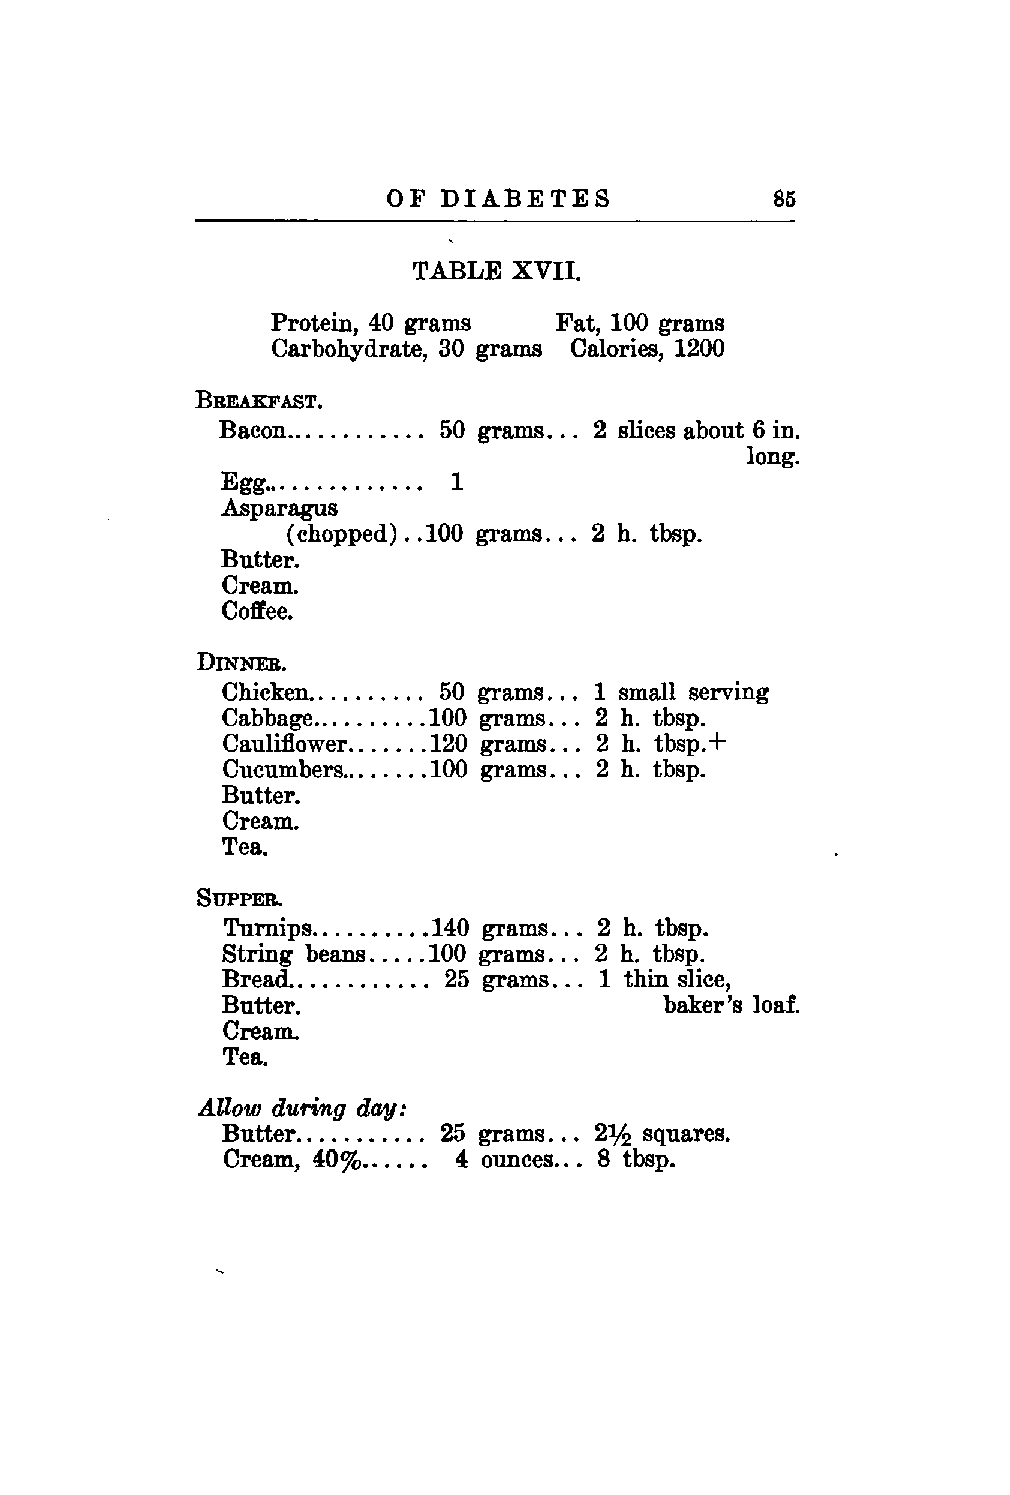 OF DIABETES 85
TABLE XVII.
Protein, 40 grams Fat, 100 grams
Carbohydrate, 30 grams Calories, 1200
BREAKFAST.
Bacon............ 50 grams... 2 slices about 6 in.
long.
Egg.............. 1
Asparagus
(chopped)..100 grams... 2 h. tbsp.
Butter.
Cream.
Coffee.
DINNER.
Chicken.......... 50 grams... 1 small serving
Cabbage..........100 grams... 2 h. tbsp.
Cauliflower.......120 grams... 2 h. tbsp.+
Cucumbers........100 grams... 2 h. tbsp.
Butter.
Cream.
Tea.
SUPPER.
Turnips..........140 grams... 2 h. tbsp.
String beans.....100 grams... 2 h. tbsp.
Bread............ 25 grams... 1 thin slice,
Butter. baker's loaf.
Cream.
Tea.
Allow during day:
Butter........... 25 grams... 2½ squares.
Cream, 40%...... 4 ounces... 8 tbsp.